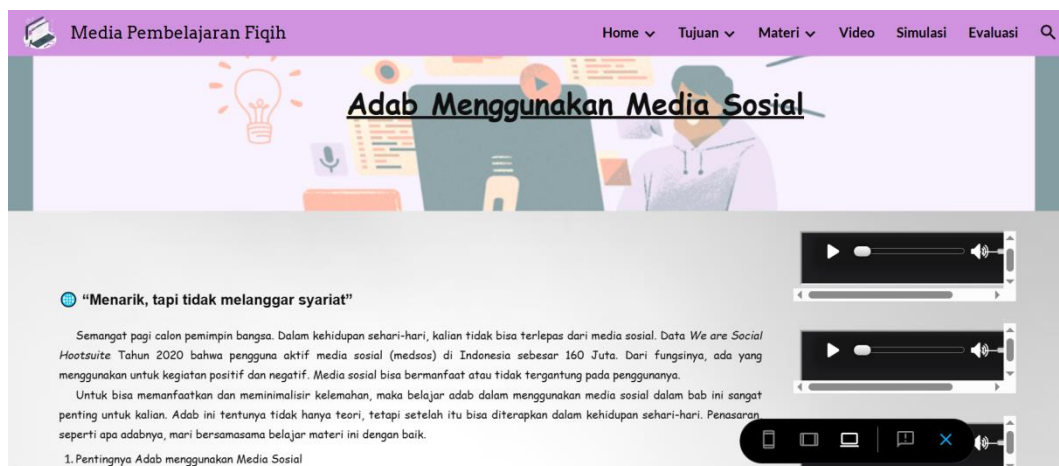 Media Pembelajaran Fiqih
Home Tujuan Materi Video Simulasi Evaluasi
Adab Menggunakan Media Sosial
“Menarik, tapi tidak melanggar syariat”
Semangat pagi calon pemimpin bangsa. Dalam kehidupan sehari-hari, kalian tidak bisa terlepas dari media sosial. Data We are Social
Hootsuite Tahun 2020 bahwa pengguna aktif media sosial (medsos) di Indonesia sebesar 160 Juta. Dari fungsinya, ada yang
menggunakan untuk kegiatan positif dan negatif. Media sosial bisa bermanfaat atau tidak tergantung pada penggunanya.
Untuk bisa memanfaatkan dan meminimalisir kelemahan, maka belajar adab dalam menggunakan media sosial dalam bab ini sangat
penting untuk kalian. Adab ini tentunya tidak hanya teori, tetapi setelah itu bisa diterapkan dalam kehidupan sehari-hari. Penasaran,
seperti apa adabnya, mari bersamasama belajar materi ini dengan baik.
1. Pentingnya Adab menggunakan Media Sosial